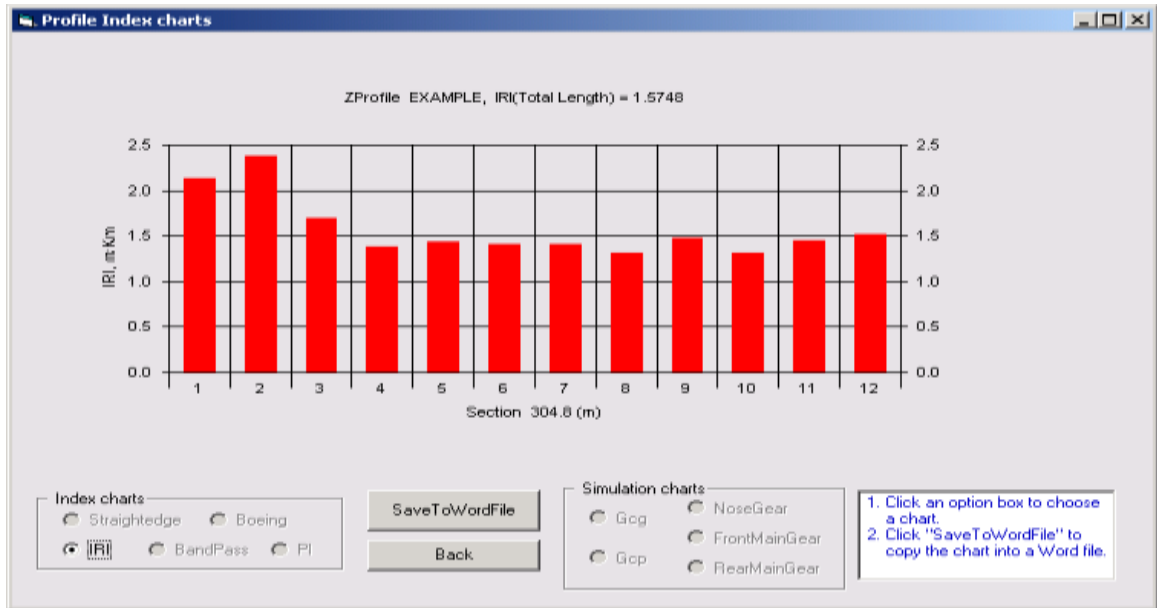 Profile Index charts
ZProfile EXAMPLE, IRI(Total Length) = 1.5748
2.5 2.5
2.0 2.0
1.5 1.5
1.0 1.0
0.5 0.5
0.0 0.0
IRI, m/Km
1 2 3 4 5 6 7 8 9 10 11 12
Section 304.8 (m)
Index charts
Straightedge Boeing
IRI BandPass PI
SaveToWordFile
Back
Simulation charts
Gcg NoseGear
FrontMainGear
Gcp
RearMainGear
1. Click an option box to choose
a chart.
2. Click "SaveToWordFile" to
copy the chart into a Word file.